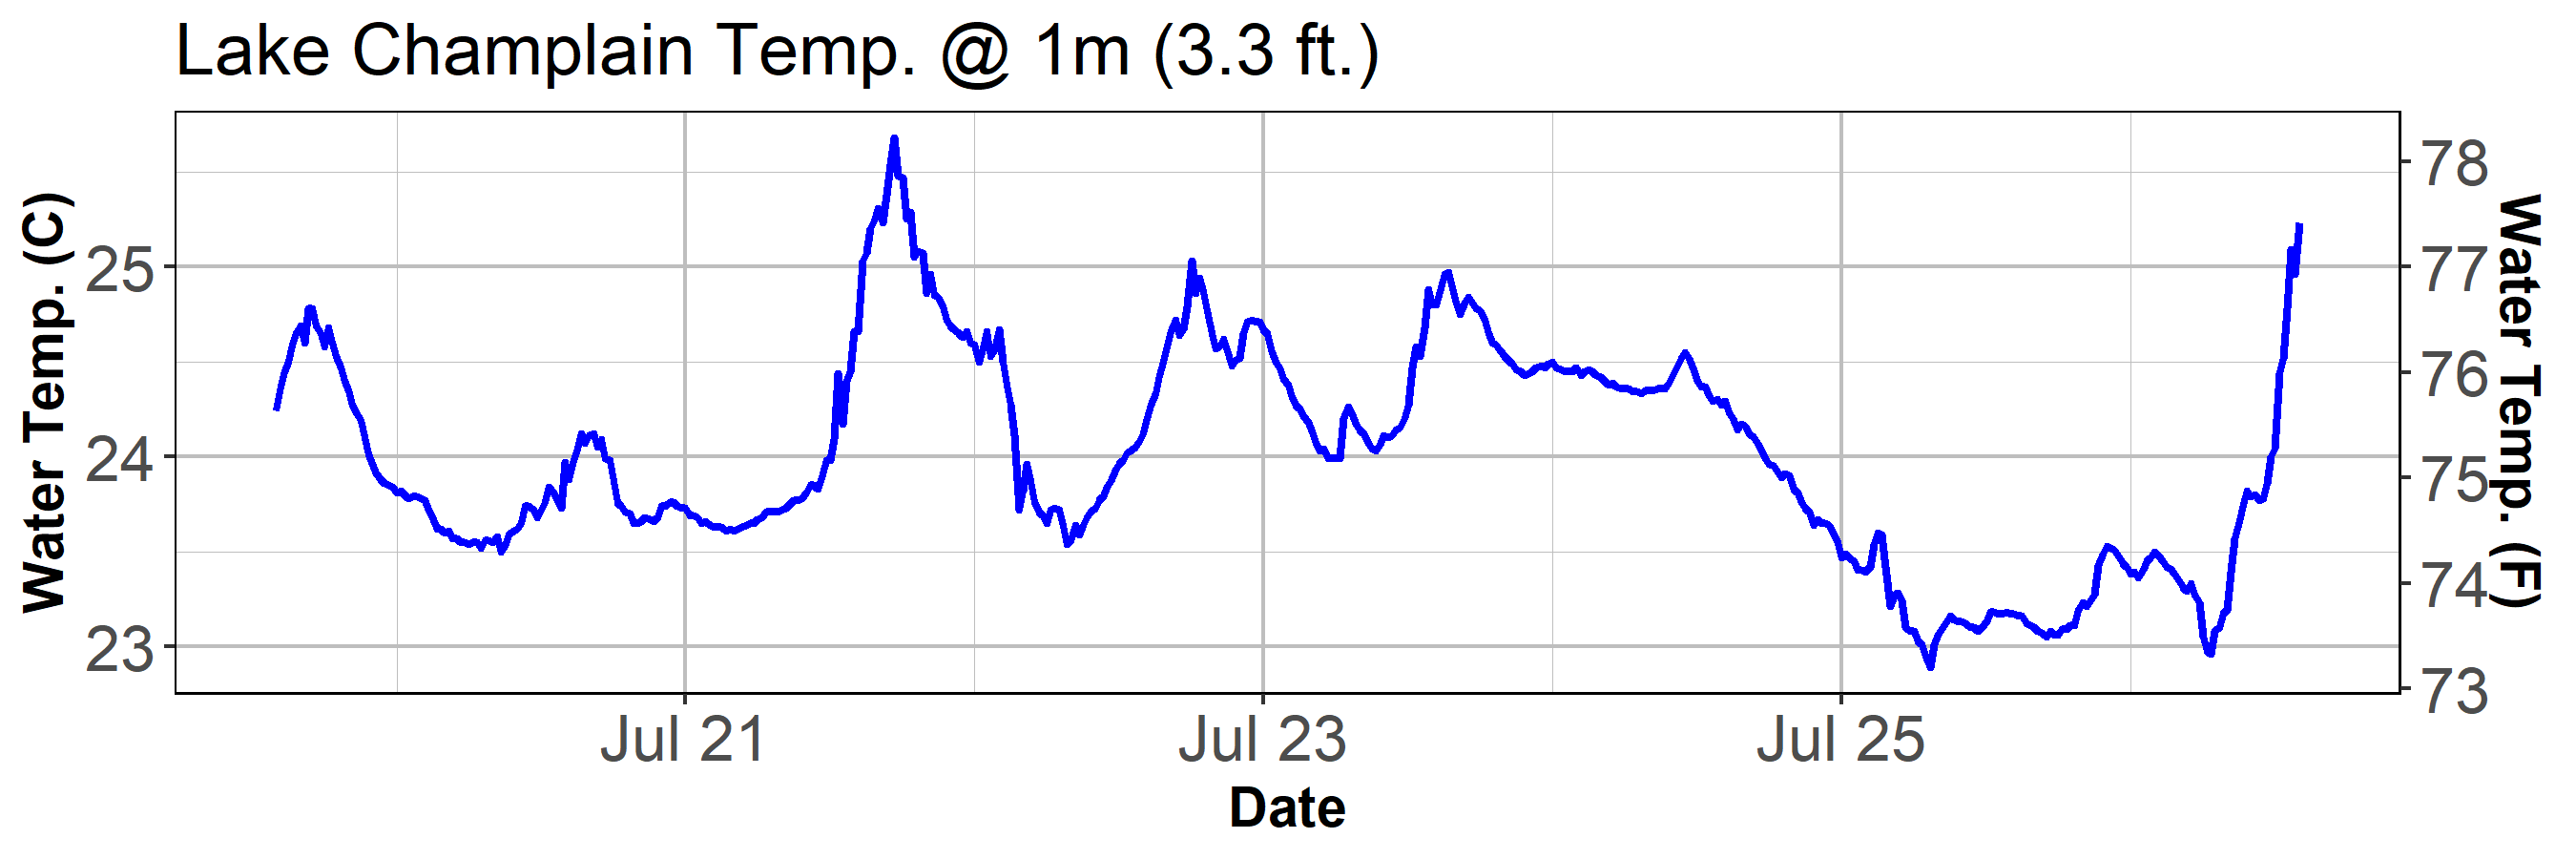 Lake Champlain Temp. @ 1m (3.3 ft.)
Water Temp. (C)
25
24
23
78
77
76
75
74
73
Water Temp. (F)
Jul 21
Jul 23
Jul 25
Date